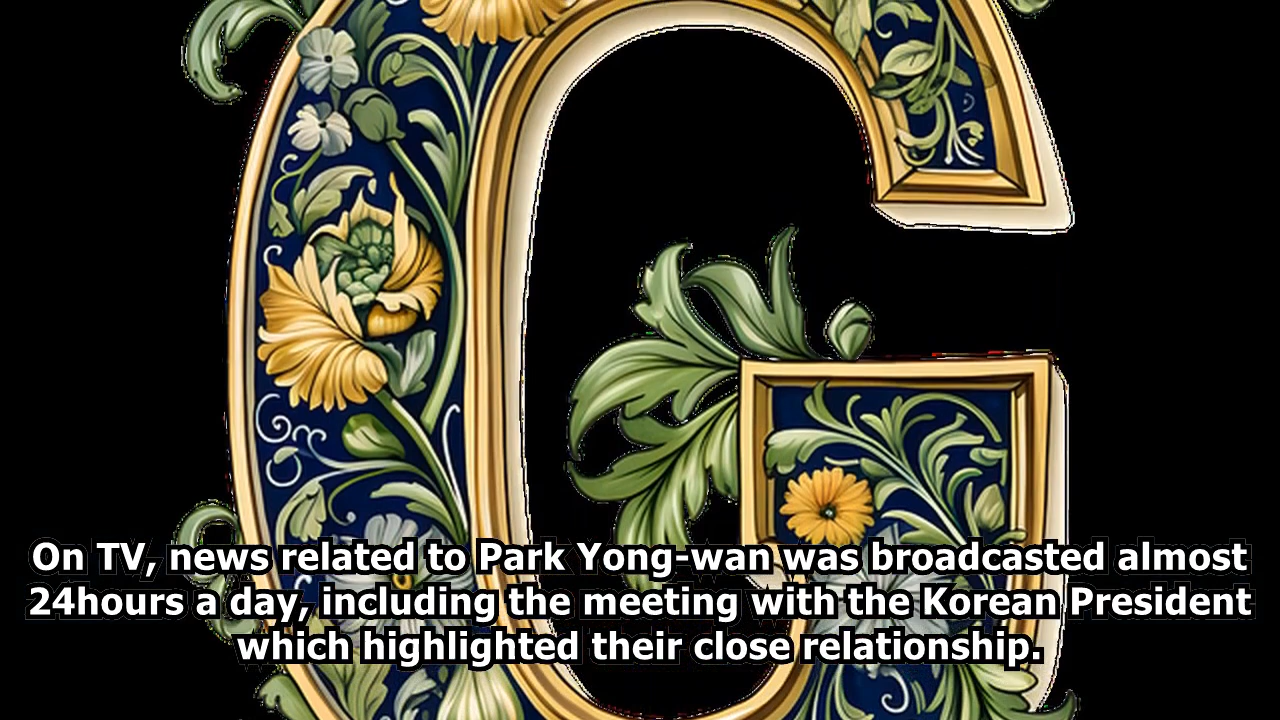 G
On TV, news related to Park Yong-wan was broadcasted almost
24hours a day, including the meeting with the Korean President
which highlighted their close relationship.